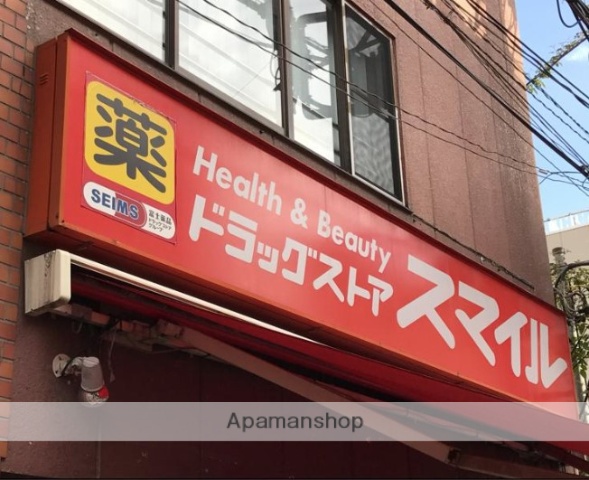 薬
SEIMS
富士薬品
ドラッグストア
グループ
Health & Beauty
ドラッグストア スマイル
Apamanshop